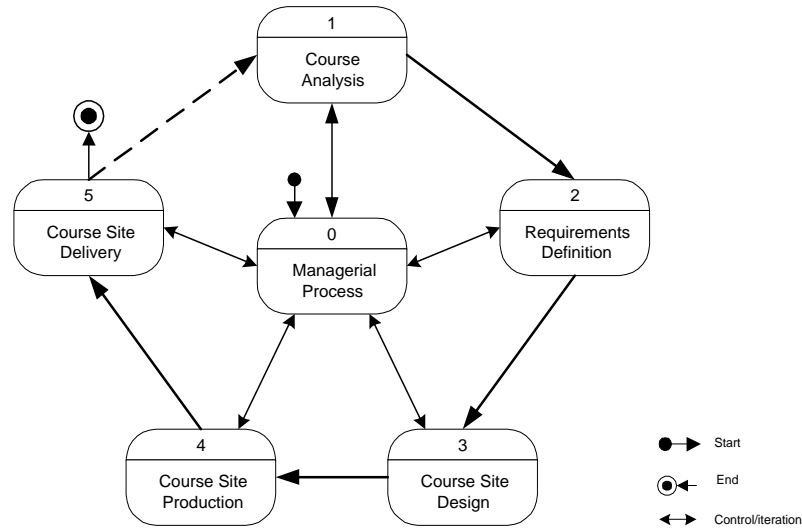 1
Course
Analysis
5
Course Site
Delivery
0
Managerial
Process
2
Requirements
Definition
4
Course Site
Production
3
Course Site
Design
Start
End
Control/iteration